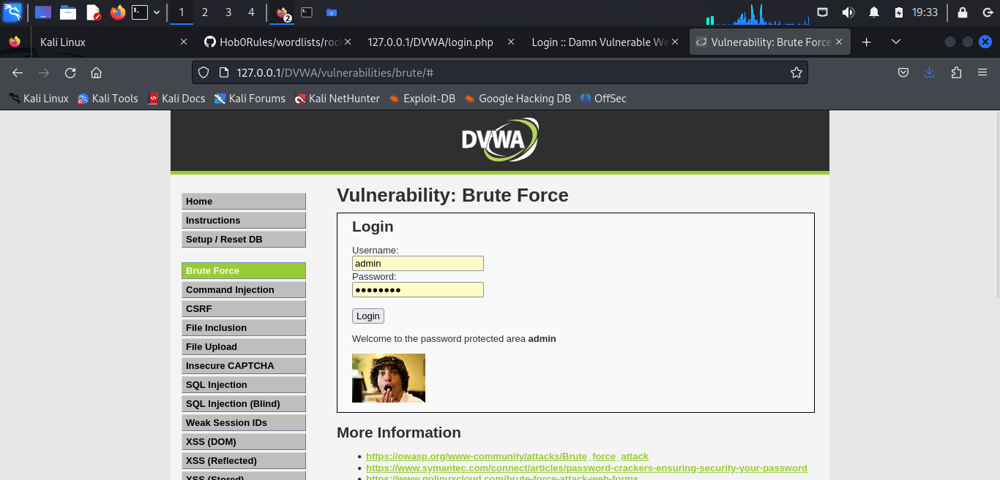 1 2 3 4 2 19:33
Kali Linux Hob0Rules/wordlists/roc 127.0.0.1/DVWA/login.php Login :: Damn Vulnerable We Vulnerability: Brute Force
127.0.0.1/DVWA/vulnerabilities/brute/#
Kali Linux Kali Tools Kali Docs Kali Forums Kali NetHunter Exploit-DB Google Hacking DB OffSec
DVWA
Home
Instructions
Setup / Reset DB
Brute Force
Command Injection
CSRF
File Inclusion
File Upload
Insecure CAPTCHA
SQL Injection
SQL Injection (Blind)
Weak Session IDs
XSS (DOM)
XSS (Reflected)
XSS (Stored)
Vulnerability: Brute Force
Login
Username:
admin
Password:
●●●●●●●●
Login
Welcome to the password protected area admin
More Information
https://owasp.org/www-community/attacks/Brute_force_attack
https://www.symantec.com/connect/articles/password-crackers-ensuring-security-your-password
https://www.golinuxcloud.com/brute-force-attack-web-forms